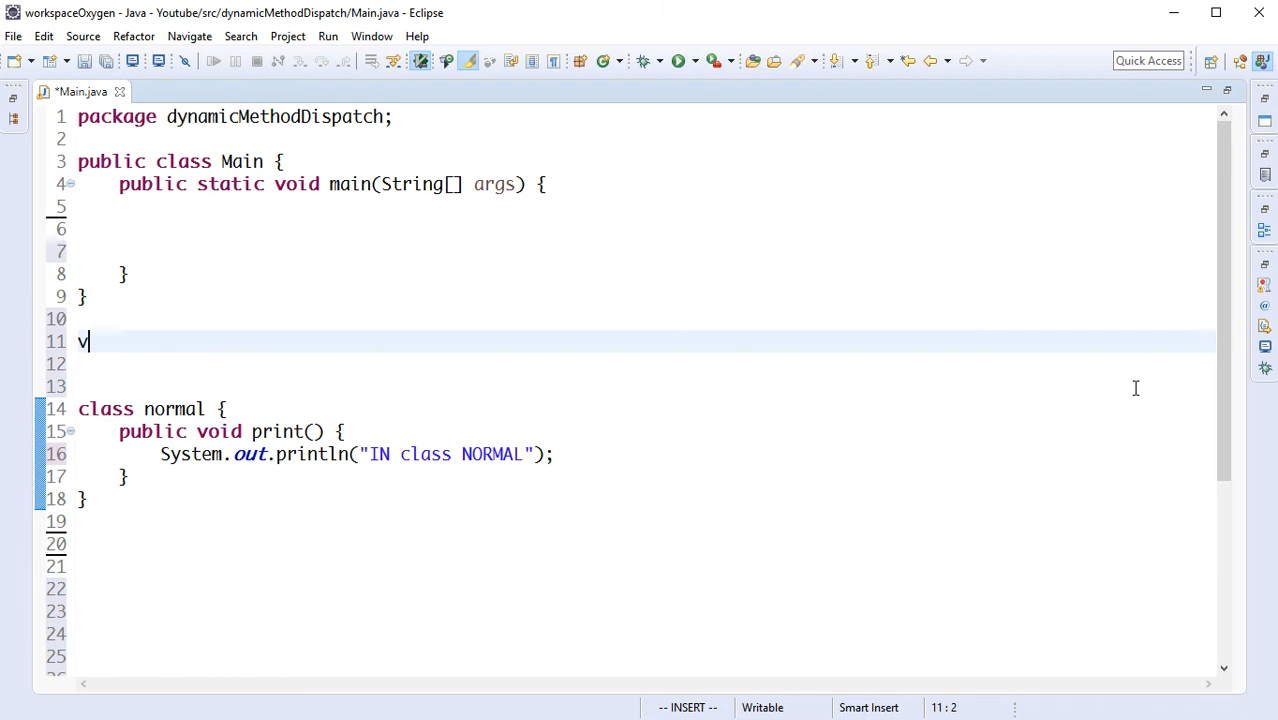 workspaceOxygen - Java - Youtube/src/dynamicMethodDispatch/Main.java - Eclipse
File Edit Source Refactor Navigate Search Project Run Window Help
Quick Access
*Main.java
1 package dynamicMethodDispatch;
2
3 public class Main {
4 public static void main(String[] args) {
5
6
7
8 }
9 }
10
11 v
12
13
14 class normal {
15 public void print() {
16 System.out.println("IN class NORMAL");
17 }
18 }
19
20
21
22
23
24
25
26
-- INSERT -- Writable Smart Insert 11 : 2